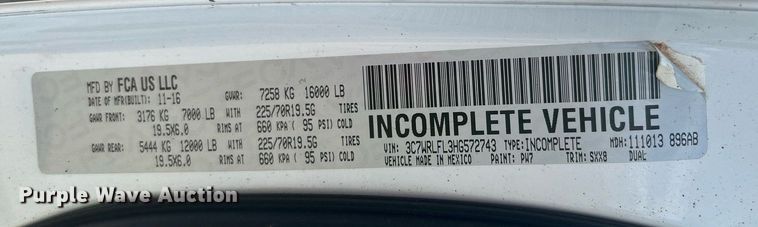 MFD BY FCA US LLC
DATE OF MFR(BUILT): 11-16 GVWR: 7258 KG 16000 LB
GAWR FRONT: 3176 KG 7000 LB WITH 225/70R19.5G TIRES
19.5X6.0 RIMS AT 660 KPA( 95 PSI) COLD
GAWR REAR: 5444 KG 12000 LB WITH 225/70R19.5G TIRES
19.5X6.0 RIMS AT 660 KPA ( 95 PSI) COLD DUAL
INCOMPLETE VEHICLE
VIN: 3C7WRLFL3HG572743 TYPE:INCOMPLETE MDH:111013 896AB
VEHICLE MADE IN MEXICO PAINT: PW7 TRIM: SXX8
Purple Wave Auction